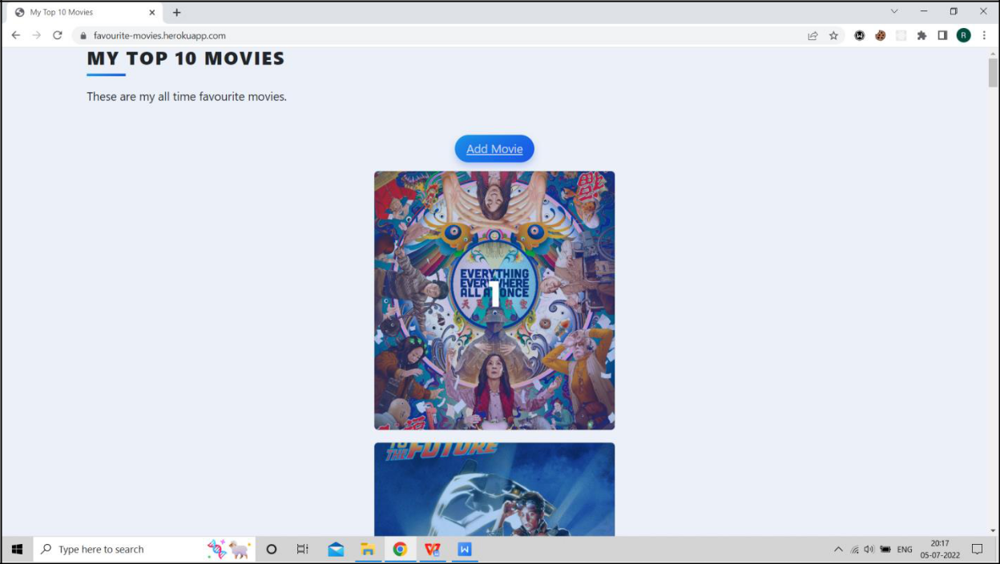 My Top 10 Movies
favourite-movies.herokuapp.com
R
MY TOP 10 MOVIES
These are my all time favourite movies.
Add Movie
EVERYTHING
EVERYWHERE
ALL AT ONCE
1
TO
THE FUTURE
Type here to search
ENG
20:17
05-07-2022